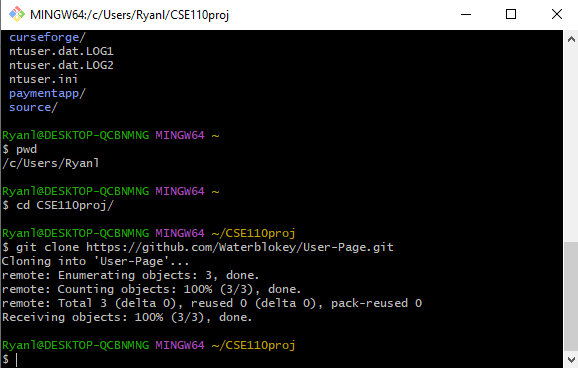 MINGW64:/c/Users/Ryanl/CSE110proj
curseforge/
ntuser.dat.LOG1
ntuser.dat.LOG2
ntuser.ini
paymentapp/
source/
Ryanl@DESKTOP-QCBNMNG MINGW64 ~
$ pwd
/c/Users/Ryanl
Ryanl@DESKTOP-QCBNMNG MINGW64 ~
$ cd CSE110proj/
Ryanl@DESKTOP-QCBNMNG MINGW64 ~/CSE110proj
$ git clone https://github.com/Waterblokey/User-Page.git
Cloning into 'User-Page'...
remote: Enumerating objects: 3, done.
remote: Counting objects: 100% (3/3), done.
remote: Total 3 (delta 0), reused 0 (delta 0), pack-reused 0
Receiving objects: 100% (3/3), done.
Ryanl@DESKTOP-QCBNMNG MINGW64 ~/CSE110proj
$